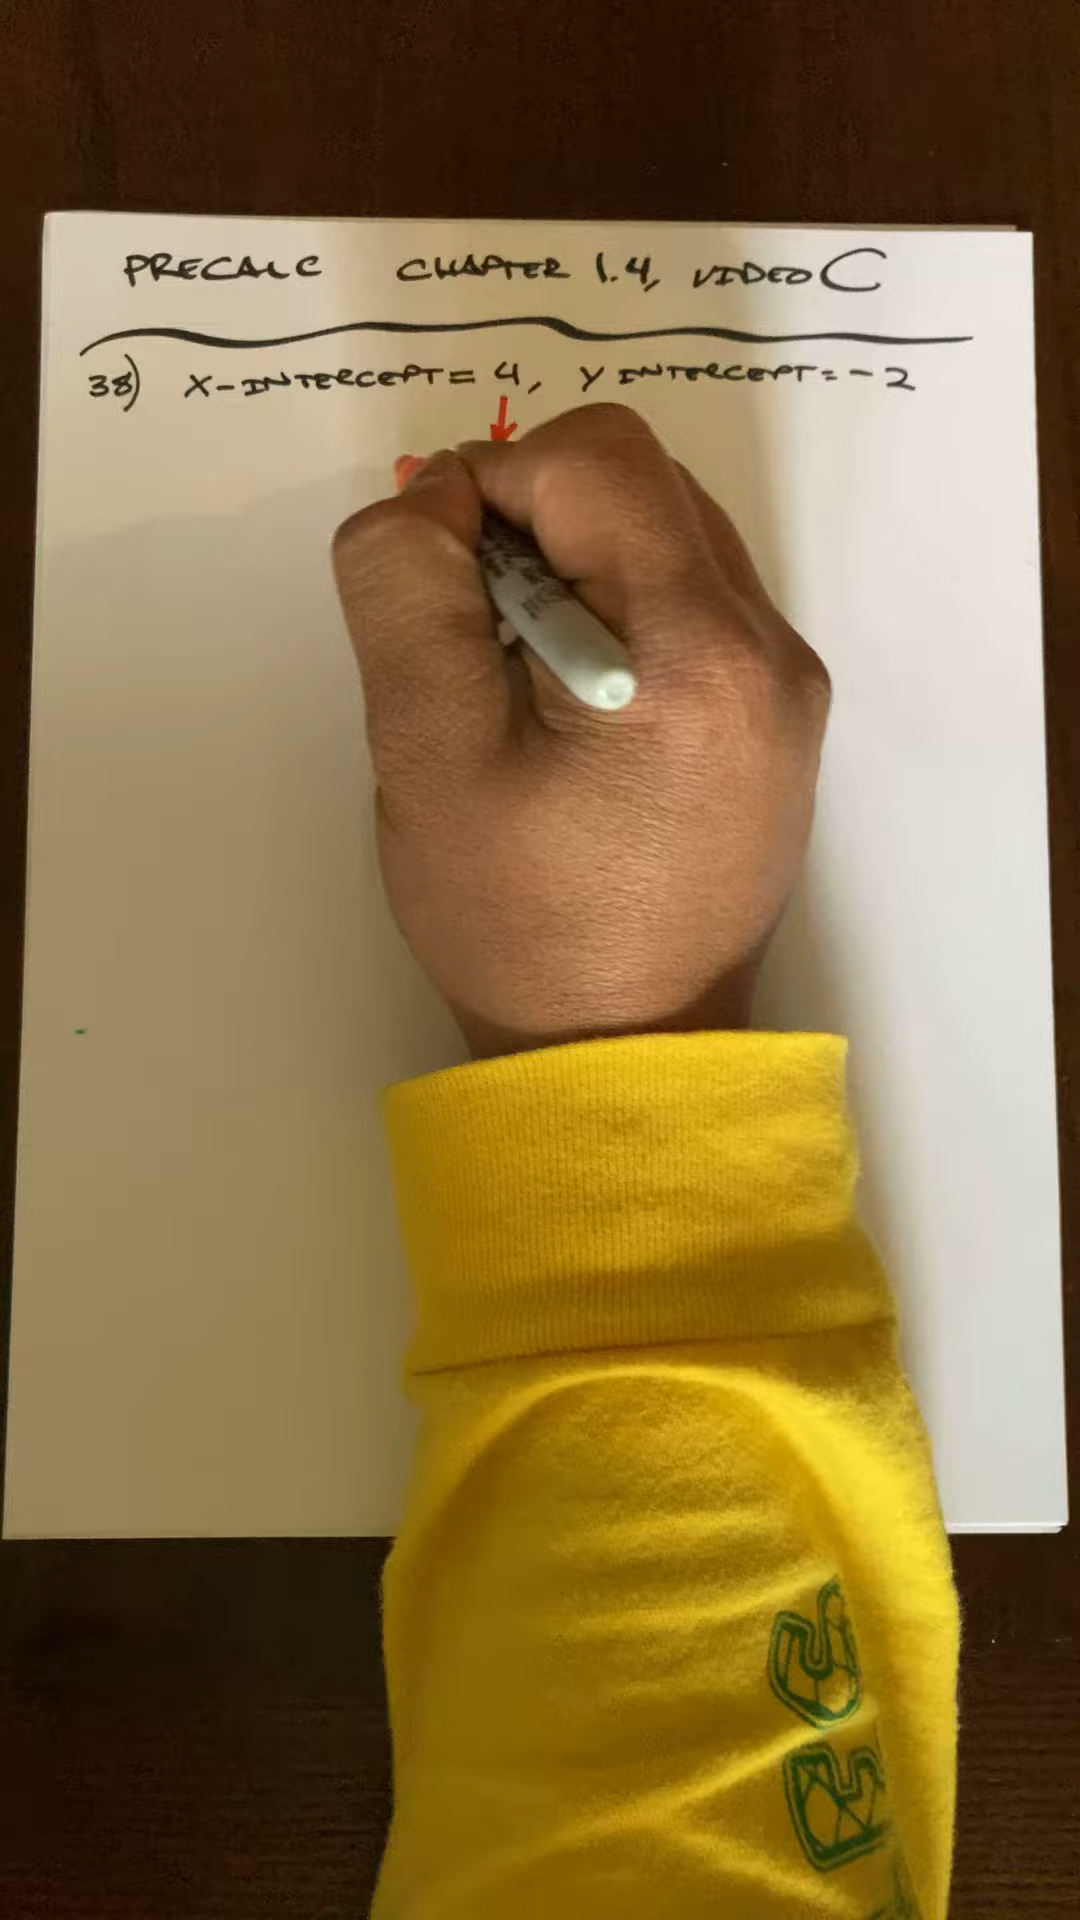 PRECALC CHAPTER 1.4, VIDEO C
38) X-INTERCEPT = 4, Y INTERCEPT = -2